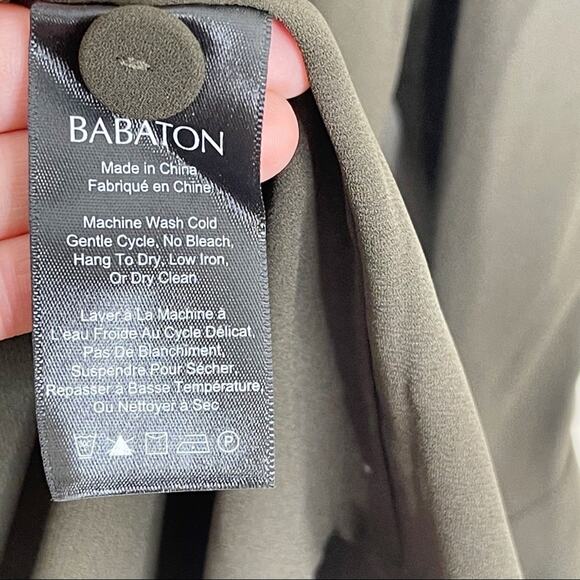 BABATON
Made in China
Fabriqué en Chine
Machine Wash Cold
Gentle Cycle, No Bleach,
Hang To Dry, Low Iron,
Or Dry Clean
Laver à La Machine à
L'eau Froide Au Cycle Délicat
Pas De Blanchiment
Suspendre Pour Sécher
Repasser à Basse Température,
Ou Nettoyer à Sec
P